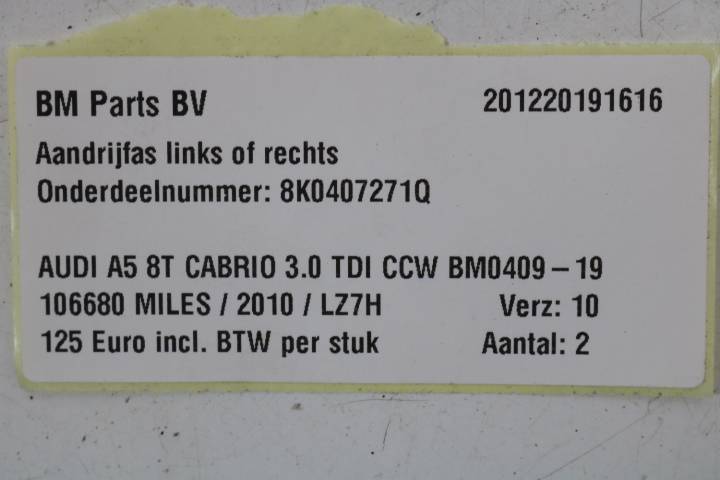 BM Parts BV 201220191616
Aandrijfas links of rechts
Onderdeelnummer: 8K0407271Q
AUDI A5 8T CABRIO 3.0 TDI CCW BM0409-19
106680 MILES / 2010 / LZ7H Verz: 10
125 Euro incl. BTW per stuk Aantal: 2